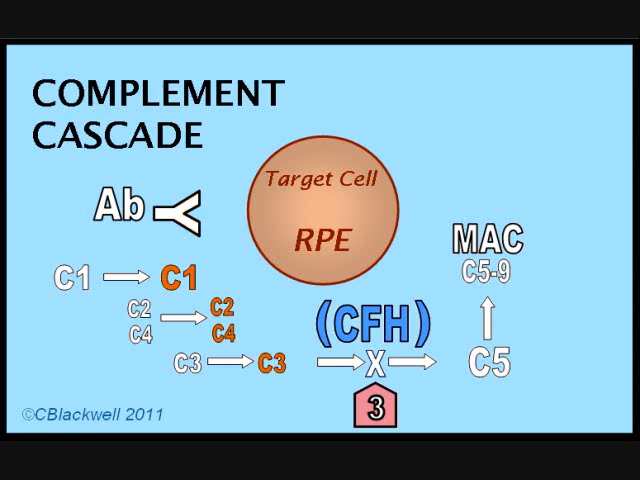 COMPLEMENT
CASCADE
Target Cell
RPE
Ab
MAC
C5-9
C1 C1
C2 C2
C4 C4
(CFH)
C3 C3 X C5
3
©CBlackwell 2011